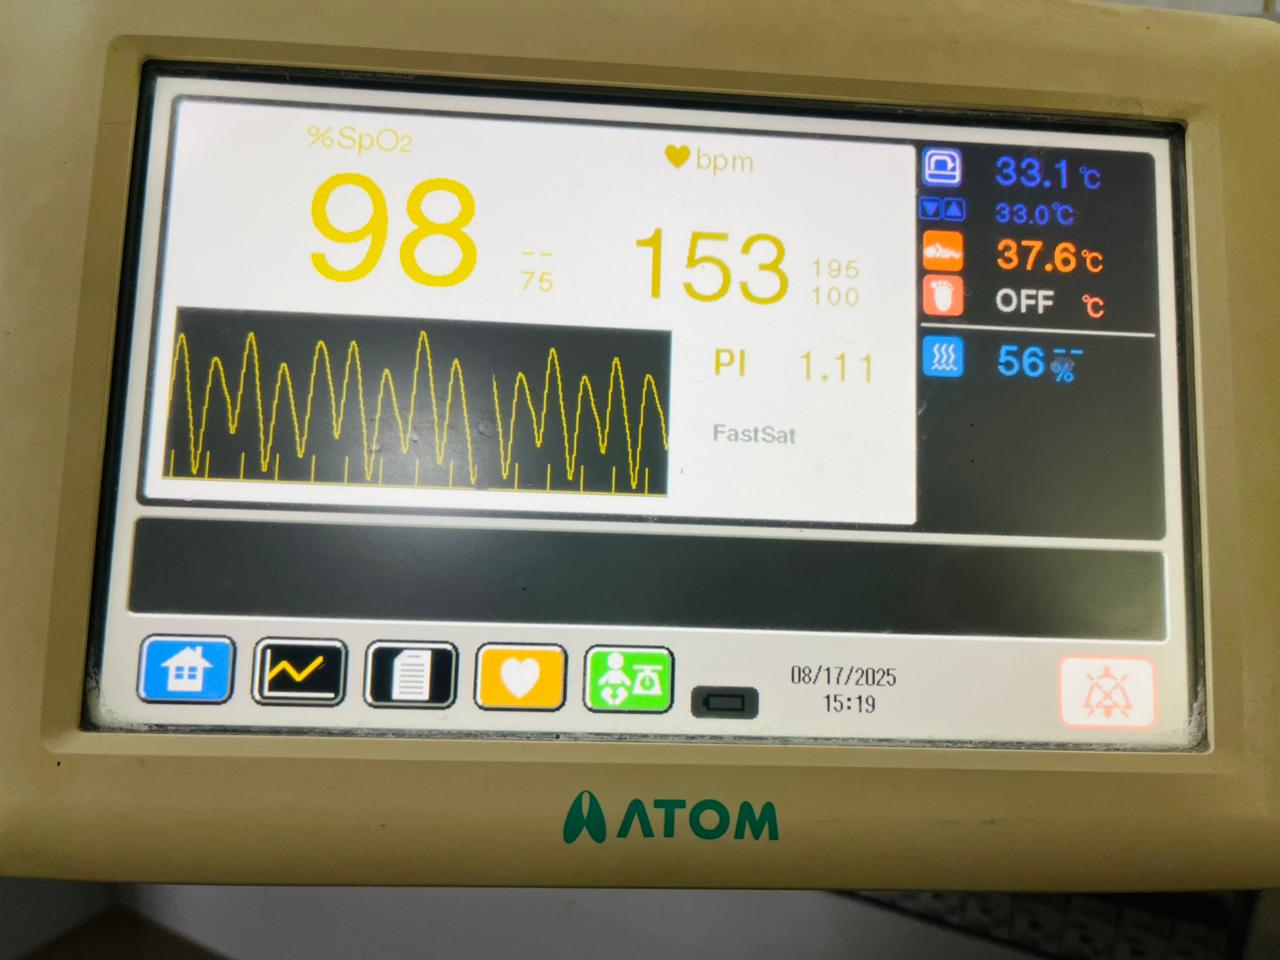 %SpO2
98
--
75
bpm
153
195
100
PI 1.11
FastSat
33.1 ℃
33.0℃
37.6 ℃
OFF ℃
56 --
%
08/17/2025
15:19
ATOM